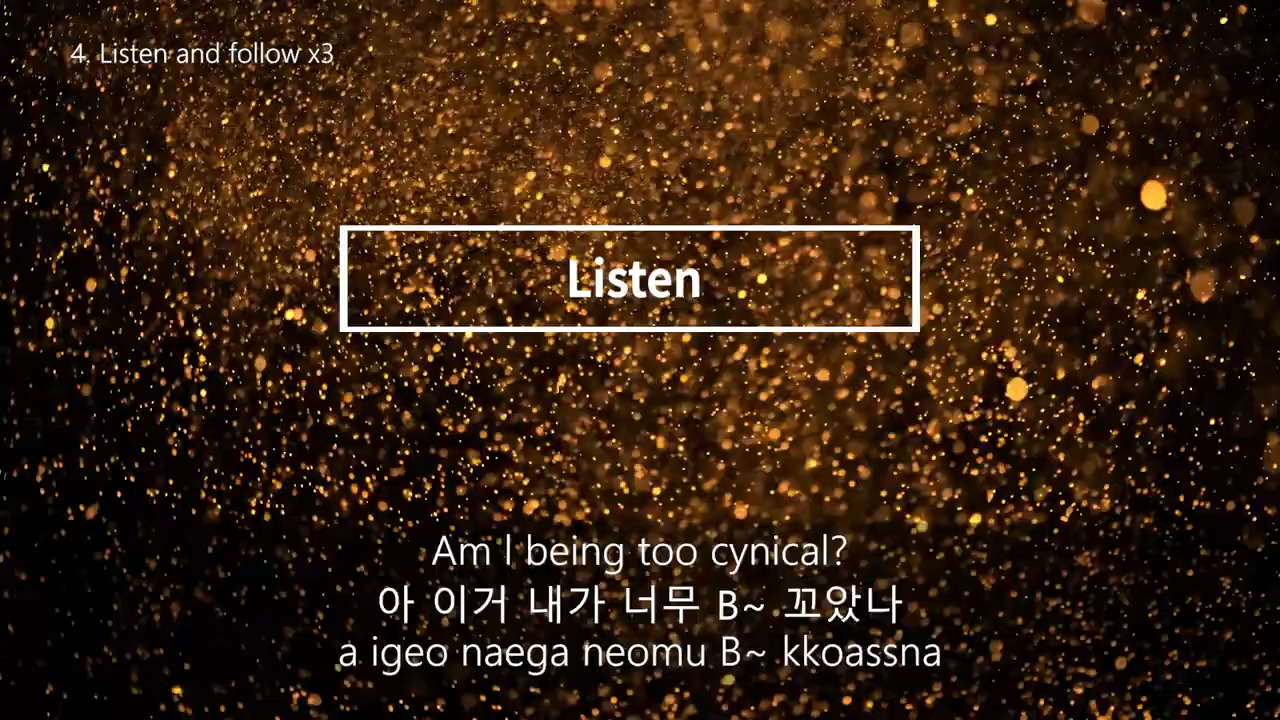 4. Listen and follow x3
Listen
Am I being too cynical?
아 이거 내가 너무 B~ 꼬았나
a igeo naega neomu B~ kkoassna